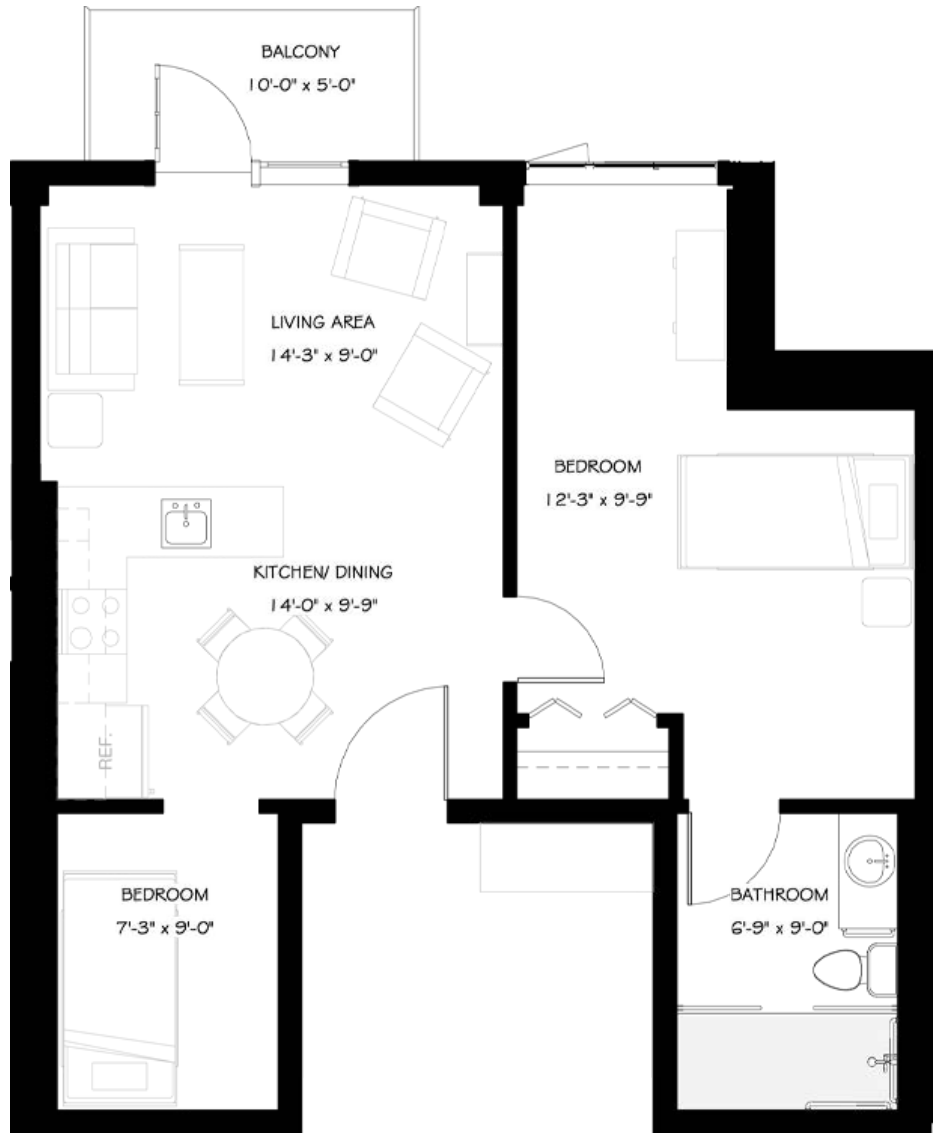 BALCONY
10'-0" x 5'-0"
LIVING AREA
14'-3" x 9'-0"
BEDROOM
12'-3" x 9'-9"
KITCHEN/ DINING
14'-0" x 9'-9"
REF.
BEDROOM
7'-3" x 9'-0"
BATHROOM
6'-9" x 9'-0"